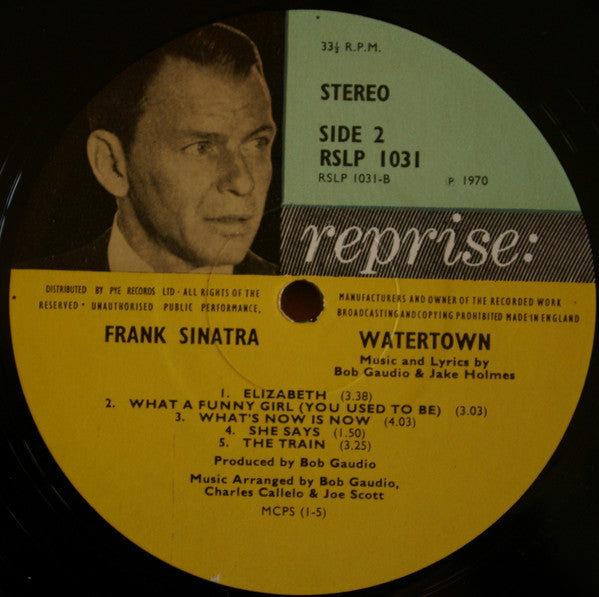 33⅓ R.P.M.
STEREO
SIDE 2
RSLP 1031
RSLP 1031-B ℗ 1970
reprise:
DISTRIBUTED BY PYE RECORDS LTD · ALL RIGHTS OF THE
MANUFACTURERS AND OWNER OF THE RECORDED WORK
RESERVED · UNAUTHORISED PUBLIC PERFORMANCE,
BROADCASTING AND COPYING PROHIBITED MADE IN ENGLAND
FRANK SINATRA
WATERTOWN
Music and Lyrics by
Bob Gaudio & Jake Holmes
1. ELIZABETH (3.38)
2. WHAT A FUNNY GIRL (YOU USED TO BE) (3.03)
3. WHAT'S NOW IS NOW (4.03)
4. SHE SAYS (1.50)
5. THE TRAIN (3.25)
Produced by Bob Gaudio
Music Arranged by Bob Gaudio,
Charles Callelo & Joe Scott
MCPS (1-5)